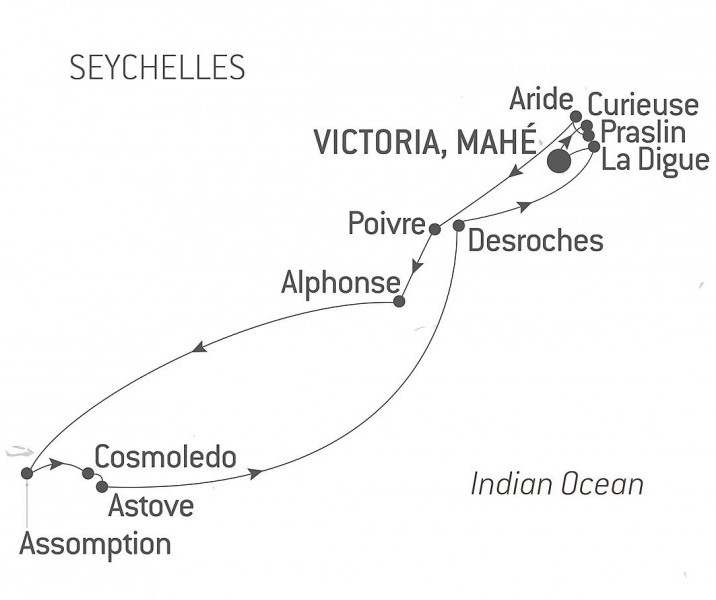 SEYCHELLES
Aride
Curieuse
VICTORIA, MAHÉ
Praslin
La Digue
Poivre
Desroches
Alphonse
Cosmoledo
Indian Ocean
Astove
Assomption